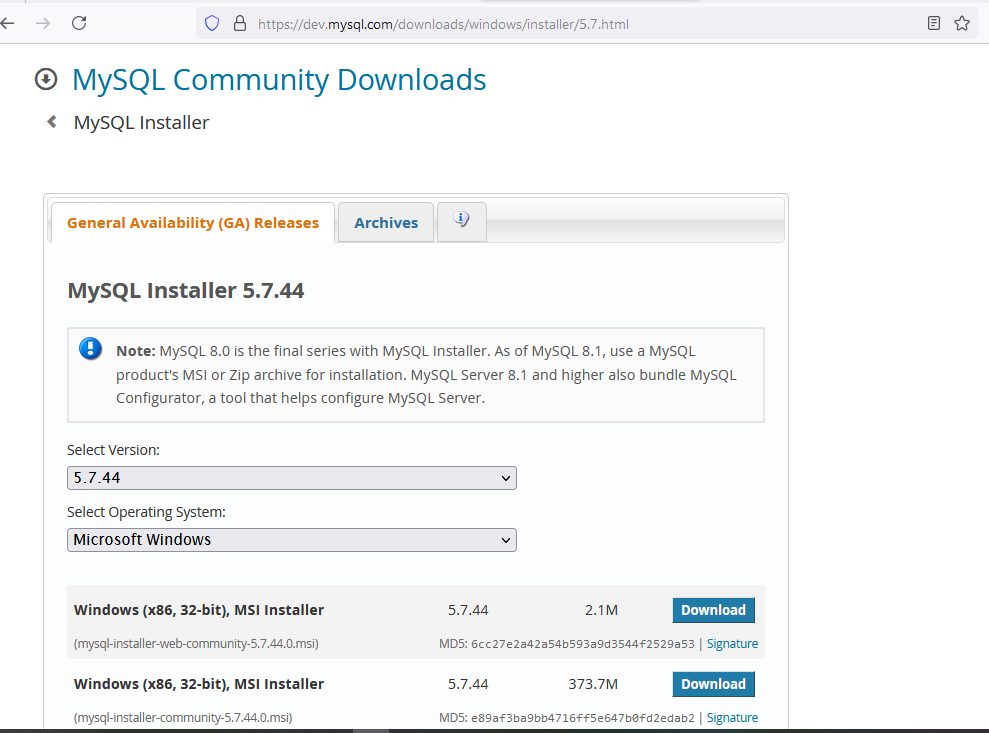 https://dev.mysql.com/downloads/windows/installer/5.7.html
MySQL Community Downloads
MySQL Installer
General Availability (GA) Releases
Archives
MySQL Installer 5.7.44
Note: MySQL 8.0 is the final series with MySQL Installer. As of MySQL 8.1, use a MySQL
product's MSI or Zip archive for installation. MySQL Server 8.1 and higher also bundle MySQL
Configurator, a tool that helps configure MySQL Server.
Select Version:
5.7.44
Select Operating System:
Microsoft Windows
Windows (x86, 32-bit), MSI Installer 5.7.44 2.1M Download
(mysql-installer-web-community-5.7.44.0.msi) MD5: 6cc27e2a42a54b593a9d3544f2529a53 | Signature
Windows (x86, 32-bit), MSI Installer 5.7.44 373.7M Download
(mysql-installer-community-5.7.44.0.msi) MD5: e89af3ba9bb4716ff5e647b0fd2edab2 | Signature